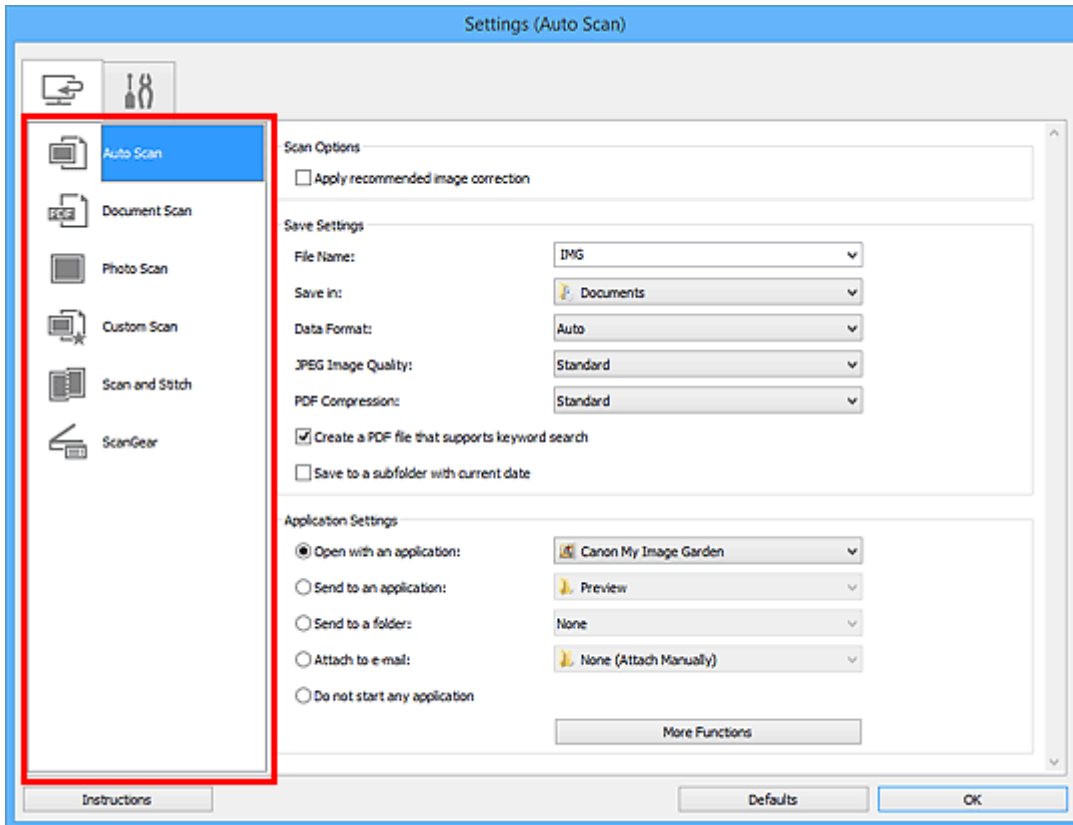 Settings (Auto Scan)
Auto Scan
Document Scan
Photo Scan
Custom Scan
Scan and Stitch
ScanGear
Scan Options
Apply recommended image correction
Save Settings
File Name: IMG
Save in: Documents
Data Format: Auto
JPEG Image Quality: Standard
PDF Compression: Standard
Create a PDF file that supports keyword search
Save to a subfolder with current date
Application Settings
Open with an application: Canon My Image Garden
Send to an application: Preview
Send to a folder: None
Attach to e-mail: None (Attach Manually)
Do not start any application
More Functions
Instructions Defaults OK